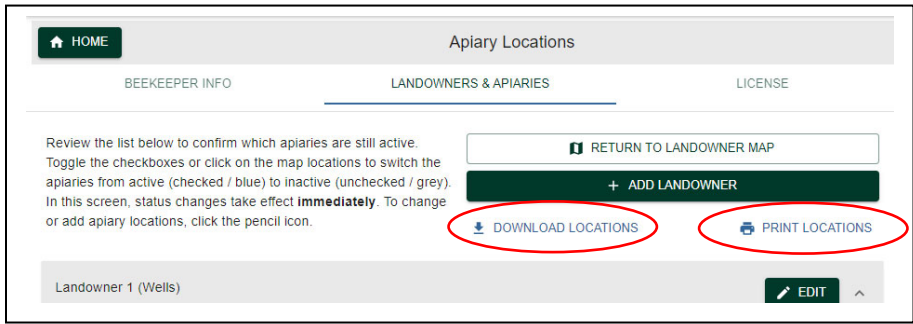 HOME
Apiary Locations
BEEKEEPER INFO
LANDOWNERS & APIARIES
LICENSE
Review the list below to confirm which apiaries are still active.
Toggle the checkboxes or click on the map locations to switch the
apiaries from active (checked / blue) to inactive (unchecked / grey).
In this screen, status changes take effect immediately. To change
or add apiary locations, click the pencil icon.
RETURN TO LANDOWNER MAP
+ ADD LANDOWNER
DOWNLOAD LOCATIONS
PRINT LOCATIONS
Landowner 1 (Wells)
EDIT